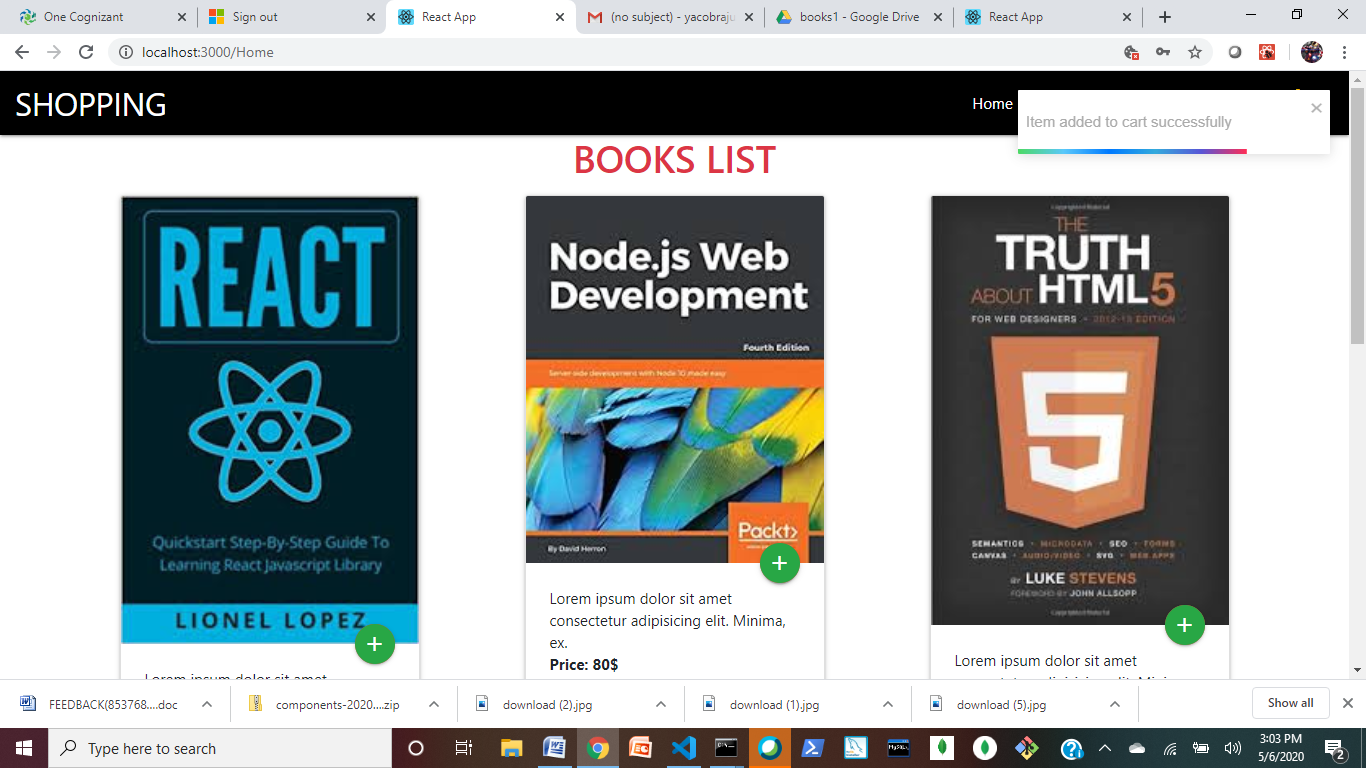 One Cognizant
Sign out
React App
(no subject) - yacobraju
books1 - Google Drive
React App
localhost:3000/Home
SHOPPING
Home
Item added to cart successfully
BOOKS LIST
REACT
Quickstart Step-By-Step Guide To
Learning React Javascript Library
LIONEL LOPEZ
Node.js Web
Development
Fourth Edition
Server-side development with Node 10 made easy
Packt>
By David Herron
THE
TRUTH
ABOUT HTML5
FOR WEB DESIGNERS • 2012-13 EDITION
5
SEMANTICS • MICRODATA • SEO • FORMS
CANVAS • AUDIO/VIDEO • SVG • WEB APPS
BY LUKE STEVENS
FOREWORD BY JOHN ALLSOPP
Lorem ipsum dolor sit amet
Lorem ipsum dolor sit amet
consectetur adipisicing elit. Minima,
ex.
Price: 80$
Lorem ipsum dolor sit amet
FEEDBACK(853768....doc
components-2020....zip
download (2).jpg
download (1).jpg
download (5).jpg
Show all
Type here to search
3:03 PM
5/6/2020
2